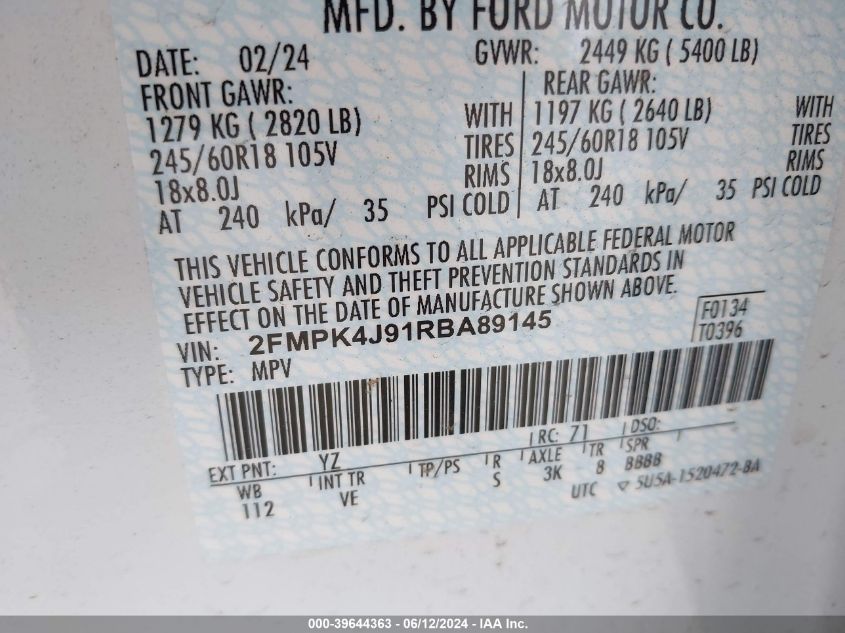 MFD. BY FORD MOTOR CO.
DATE: 02/24 GVWR: 2449 KG ( 5400 LB)
FRONT GAWR: REAR GAWR:
1279 KG ( 2820 LB) WITH 1197 KG ( 2640 LB) WITH
245/60R18 105V TIRES 245/60R18 105V TIRES
18x8.0J RIMS 18x8.0J RIMS
AT 240 kPa/ 35 PSI COLD AT 240 kPa/ 35 PSI COLD
THIS VEHICLE CONFORMS TO ALL APPLICABLE FEDERAL MOTOR
VEHICLE SAFETY AND THEFT PREVENTION STANDARDS IN
EFFECT ON THE DATE OF MANUFACTURE SHOWN ABOVE.
VIN: 2FMPK4J91RBA89145
F0134
T0396
TYPE: MPV
EXT PNT: YZ RC: 71 DSO:
WB INT TR TP/PS R AXLE TR SPR
112 VE S 3K 8 BBBB
UTC ▽ 5U5A-1520472-8A
000-39644363 - 06/12/2024 - IAA Inc.